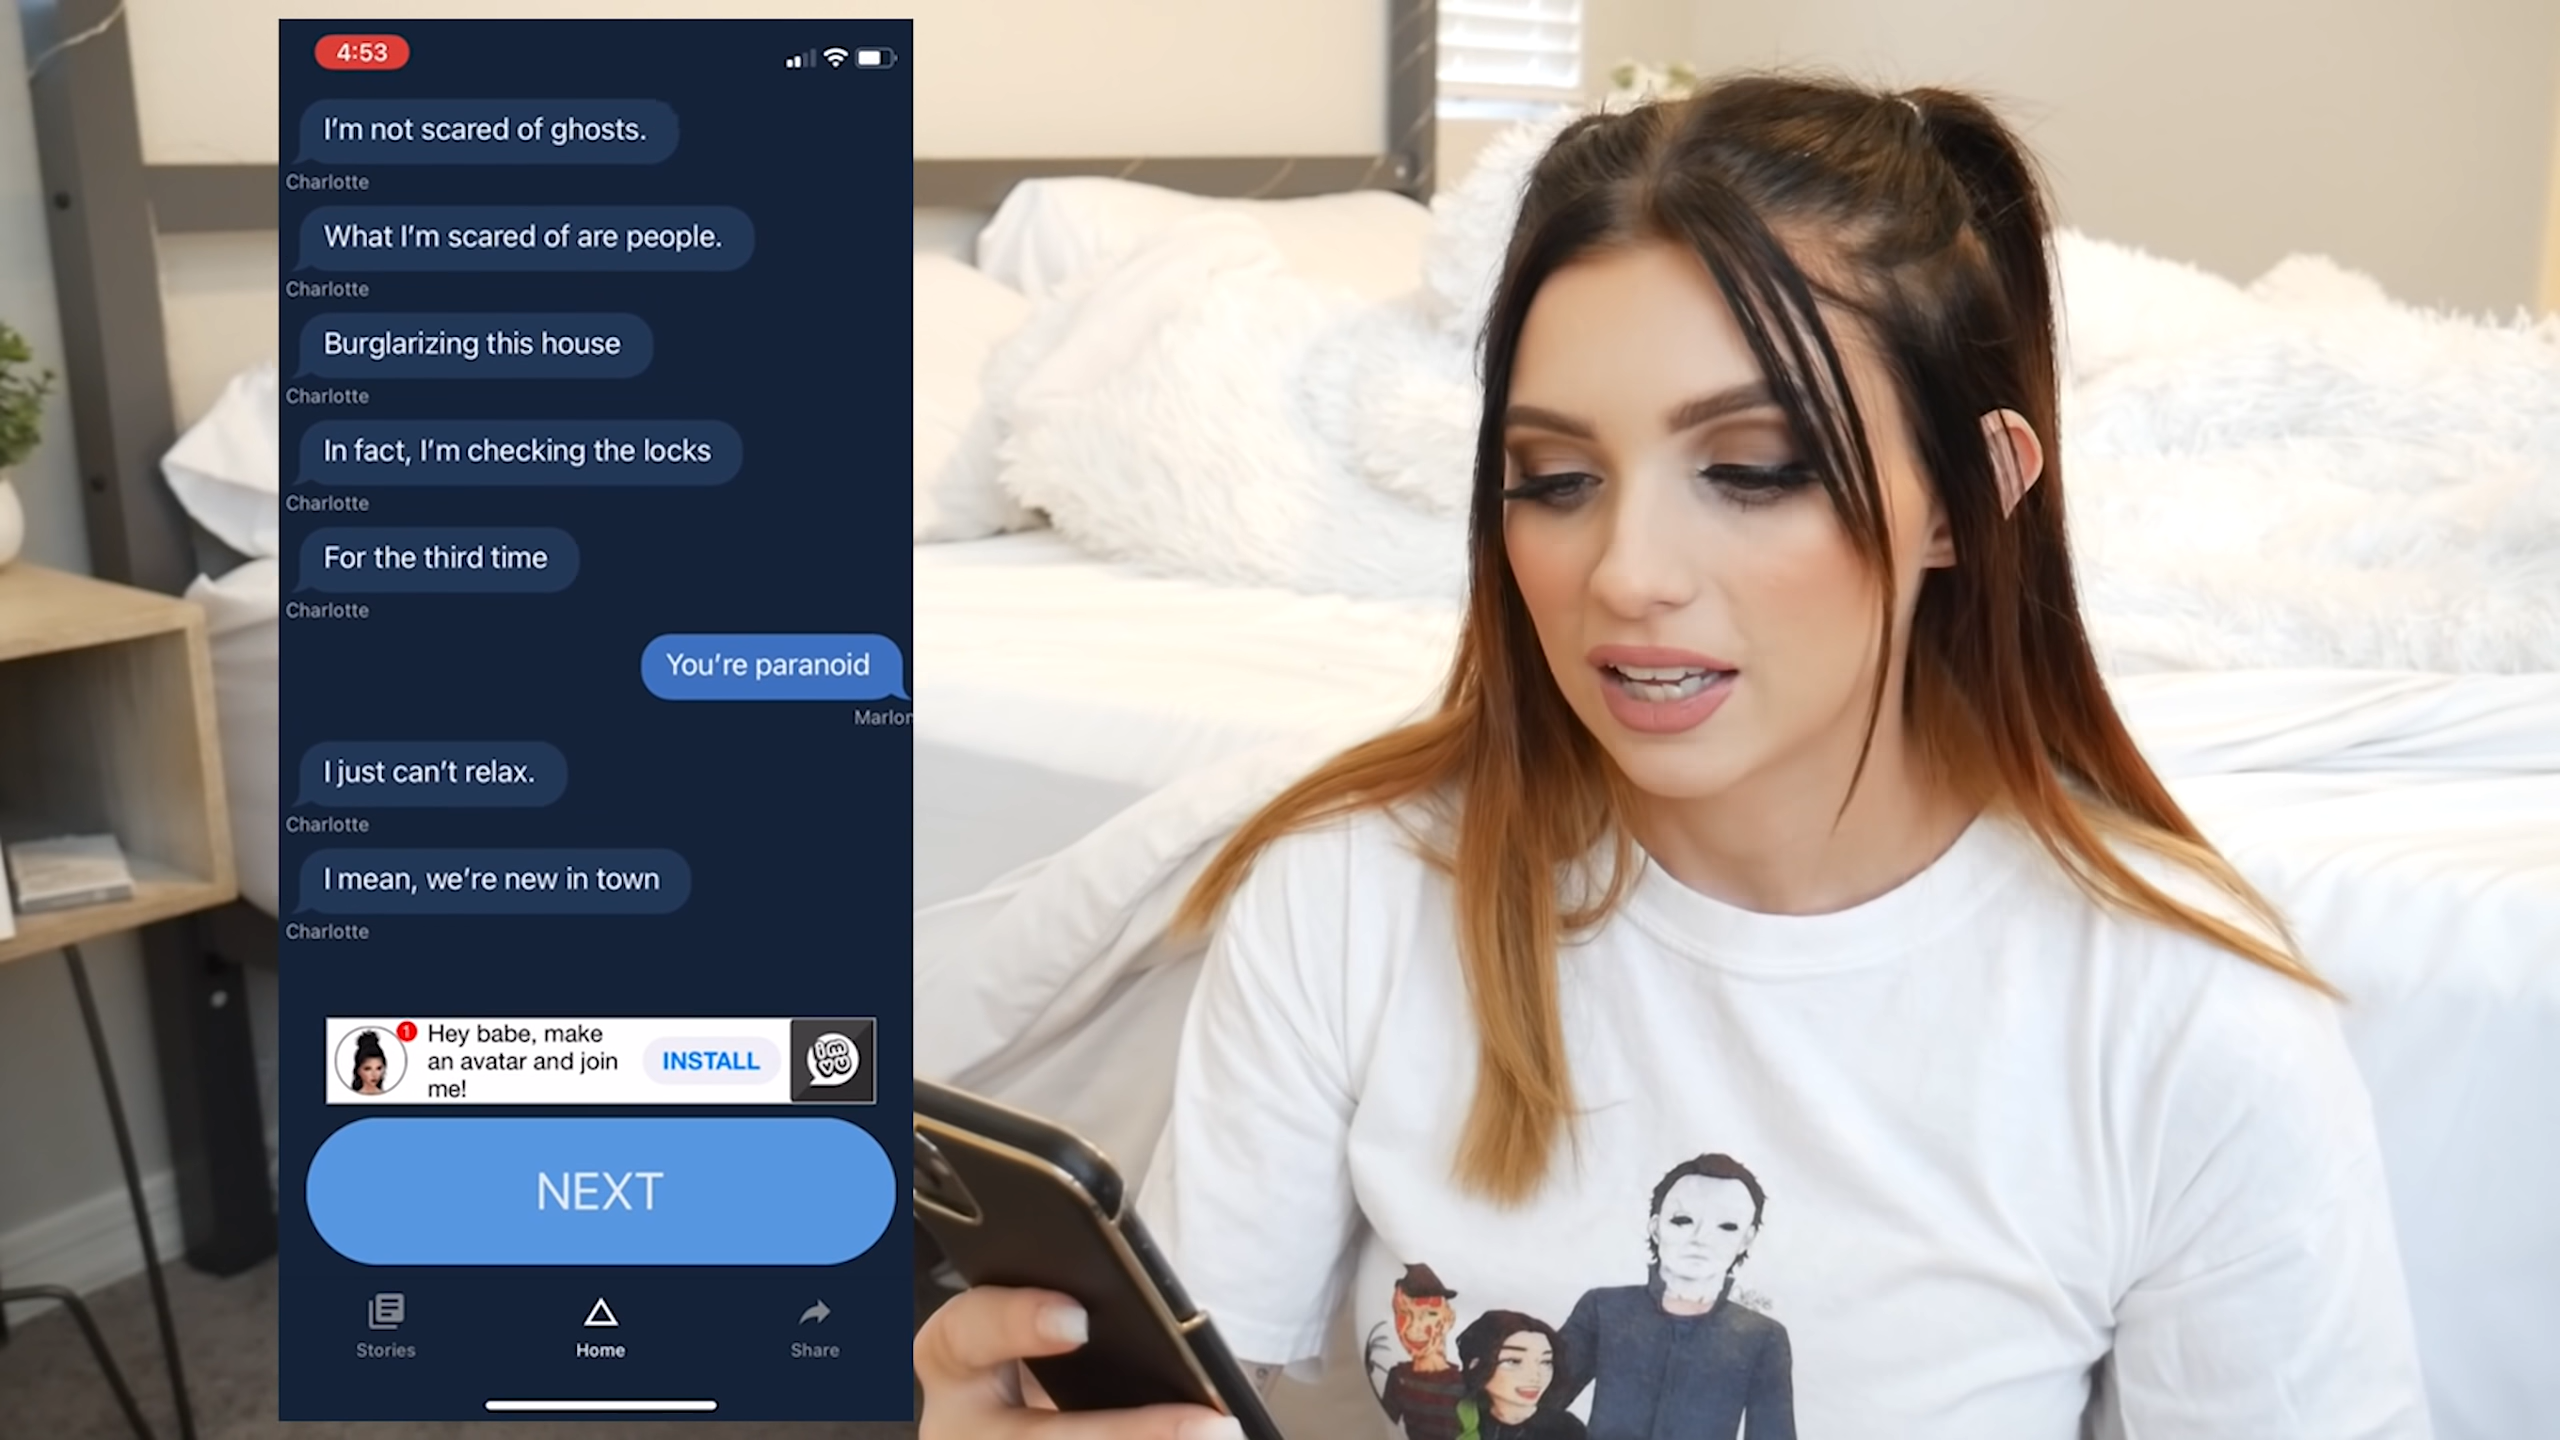 4:53
I'm not scared of ghosts.
Charlotte
What I'm scared of are people.
Charlotte
Burglarizing this house
Charlotte
In fact, I'm checking the locks
Charlotte
For the third time
Charlotte
You're paranoid
Marlon
I just can't relax.
Charlotte
I mean, we're new in town
Charlotte
1
Hey babe, make
an avatar and join
me!
INSTALL
imvu
NEXT
Stories
Home
Share